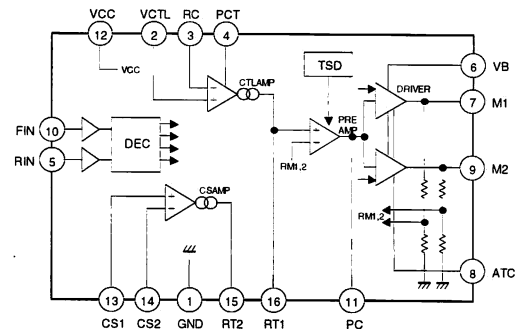 VCC VCTL RC PCT
12 2 3 4
VCC
TSD
6 VB
CTLAMP
DRIVER
7 M1
FIN 10
DEC
PRE
AMP
RIN 5
RM1,2
9 M2
CSAMP
RM1,2
8 ATC
13 14 1 15 16 11
CS1 CS2 GND RT2 RT1 PC